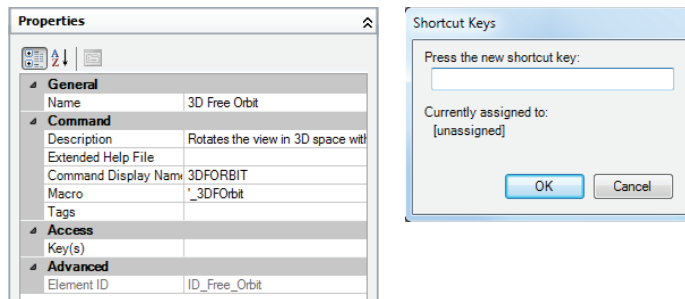 Properties
General
Name 3D Free Orbit
Command
Description Rotates the view in 3D space with
Extended Help File
Command Display Name 3DFORBIT
Macro '_3DFOrbit
Tags
Access
Key(s)
Advanced
Element ID ID_Free_Orbit
Shortcut Keys
Press the new shortcut key:
Currently assigned to:
[unassigned]
OK Cancel